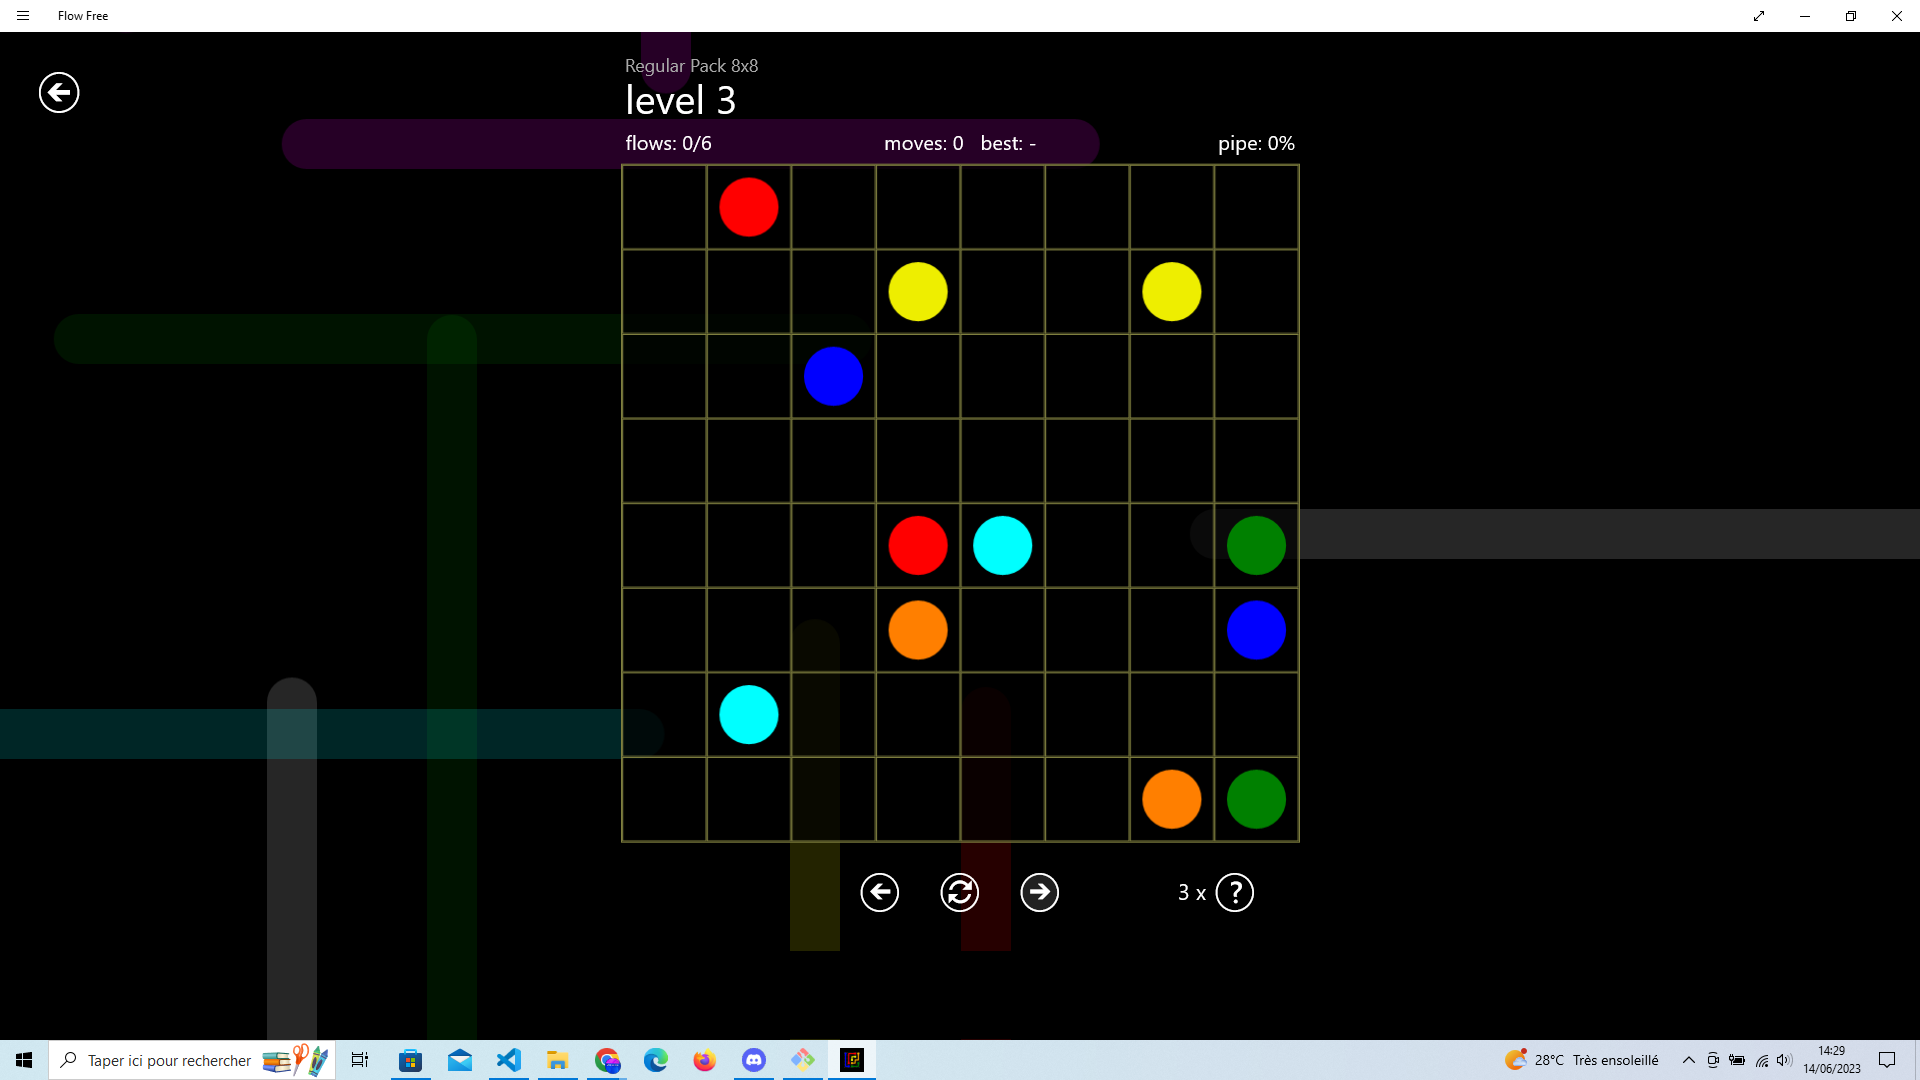 Flow Free
Regular Pack 8x8
level 3
flows: 0/6 moves: 0 best: - pipe: 0%
3 x ?
Taper ici pour rechercher
28°C Très ensoleillé
14:29
14/06/2023